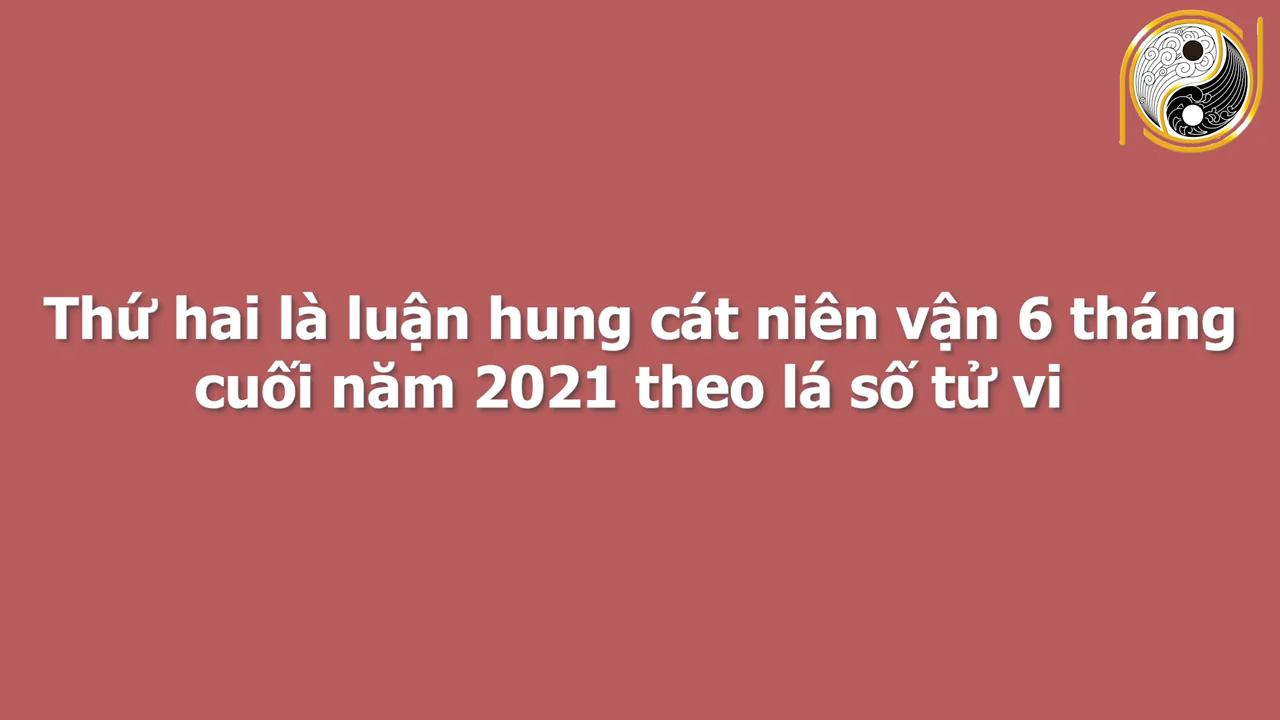 Thứ hai là luận hung cát niên vận 6 tháng
cuối năm 2021 theo lá số tử vi